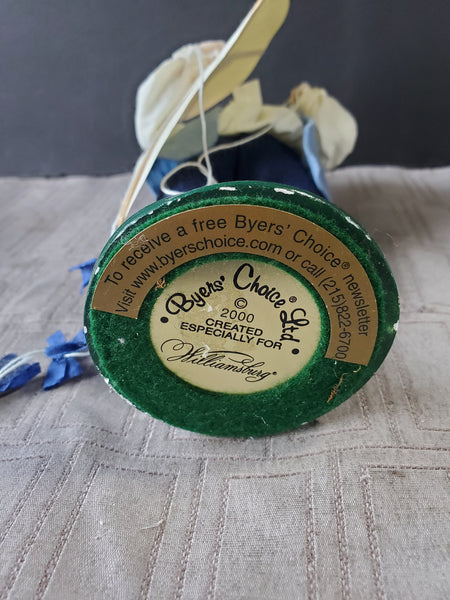 To receive a free Byers' Choice® newsletter
Visit www.byerschoice.com or call (215)822-6700
Byers' Choice Ltd.
®
©
2000
CREATED
ESPECIALLY FOR
Williamsburg®